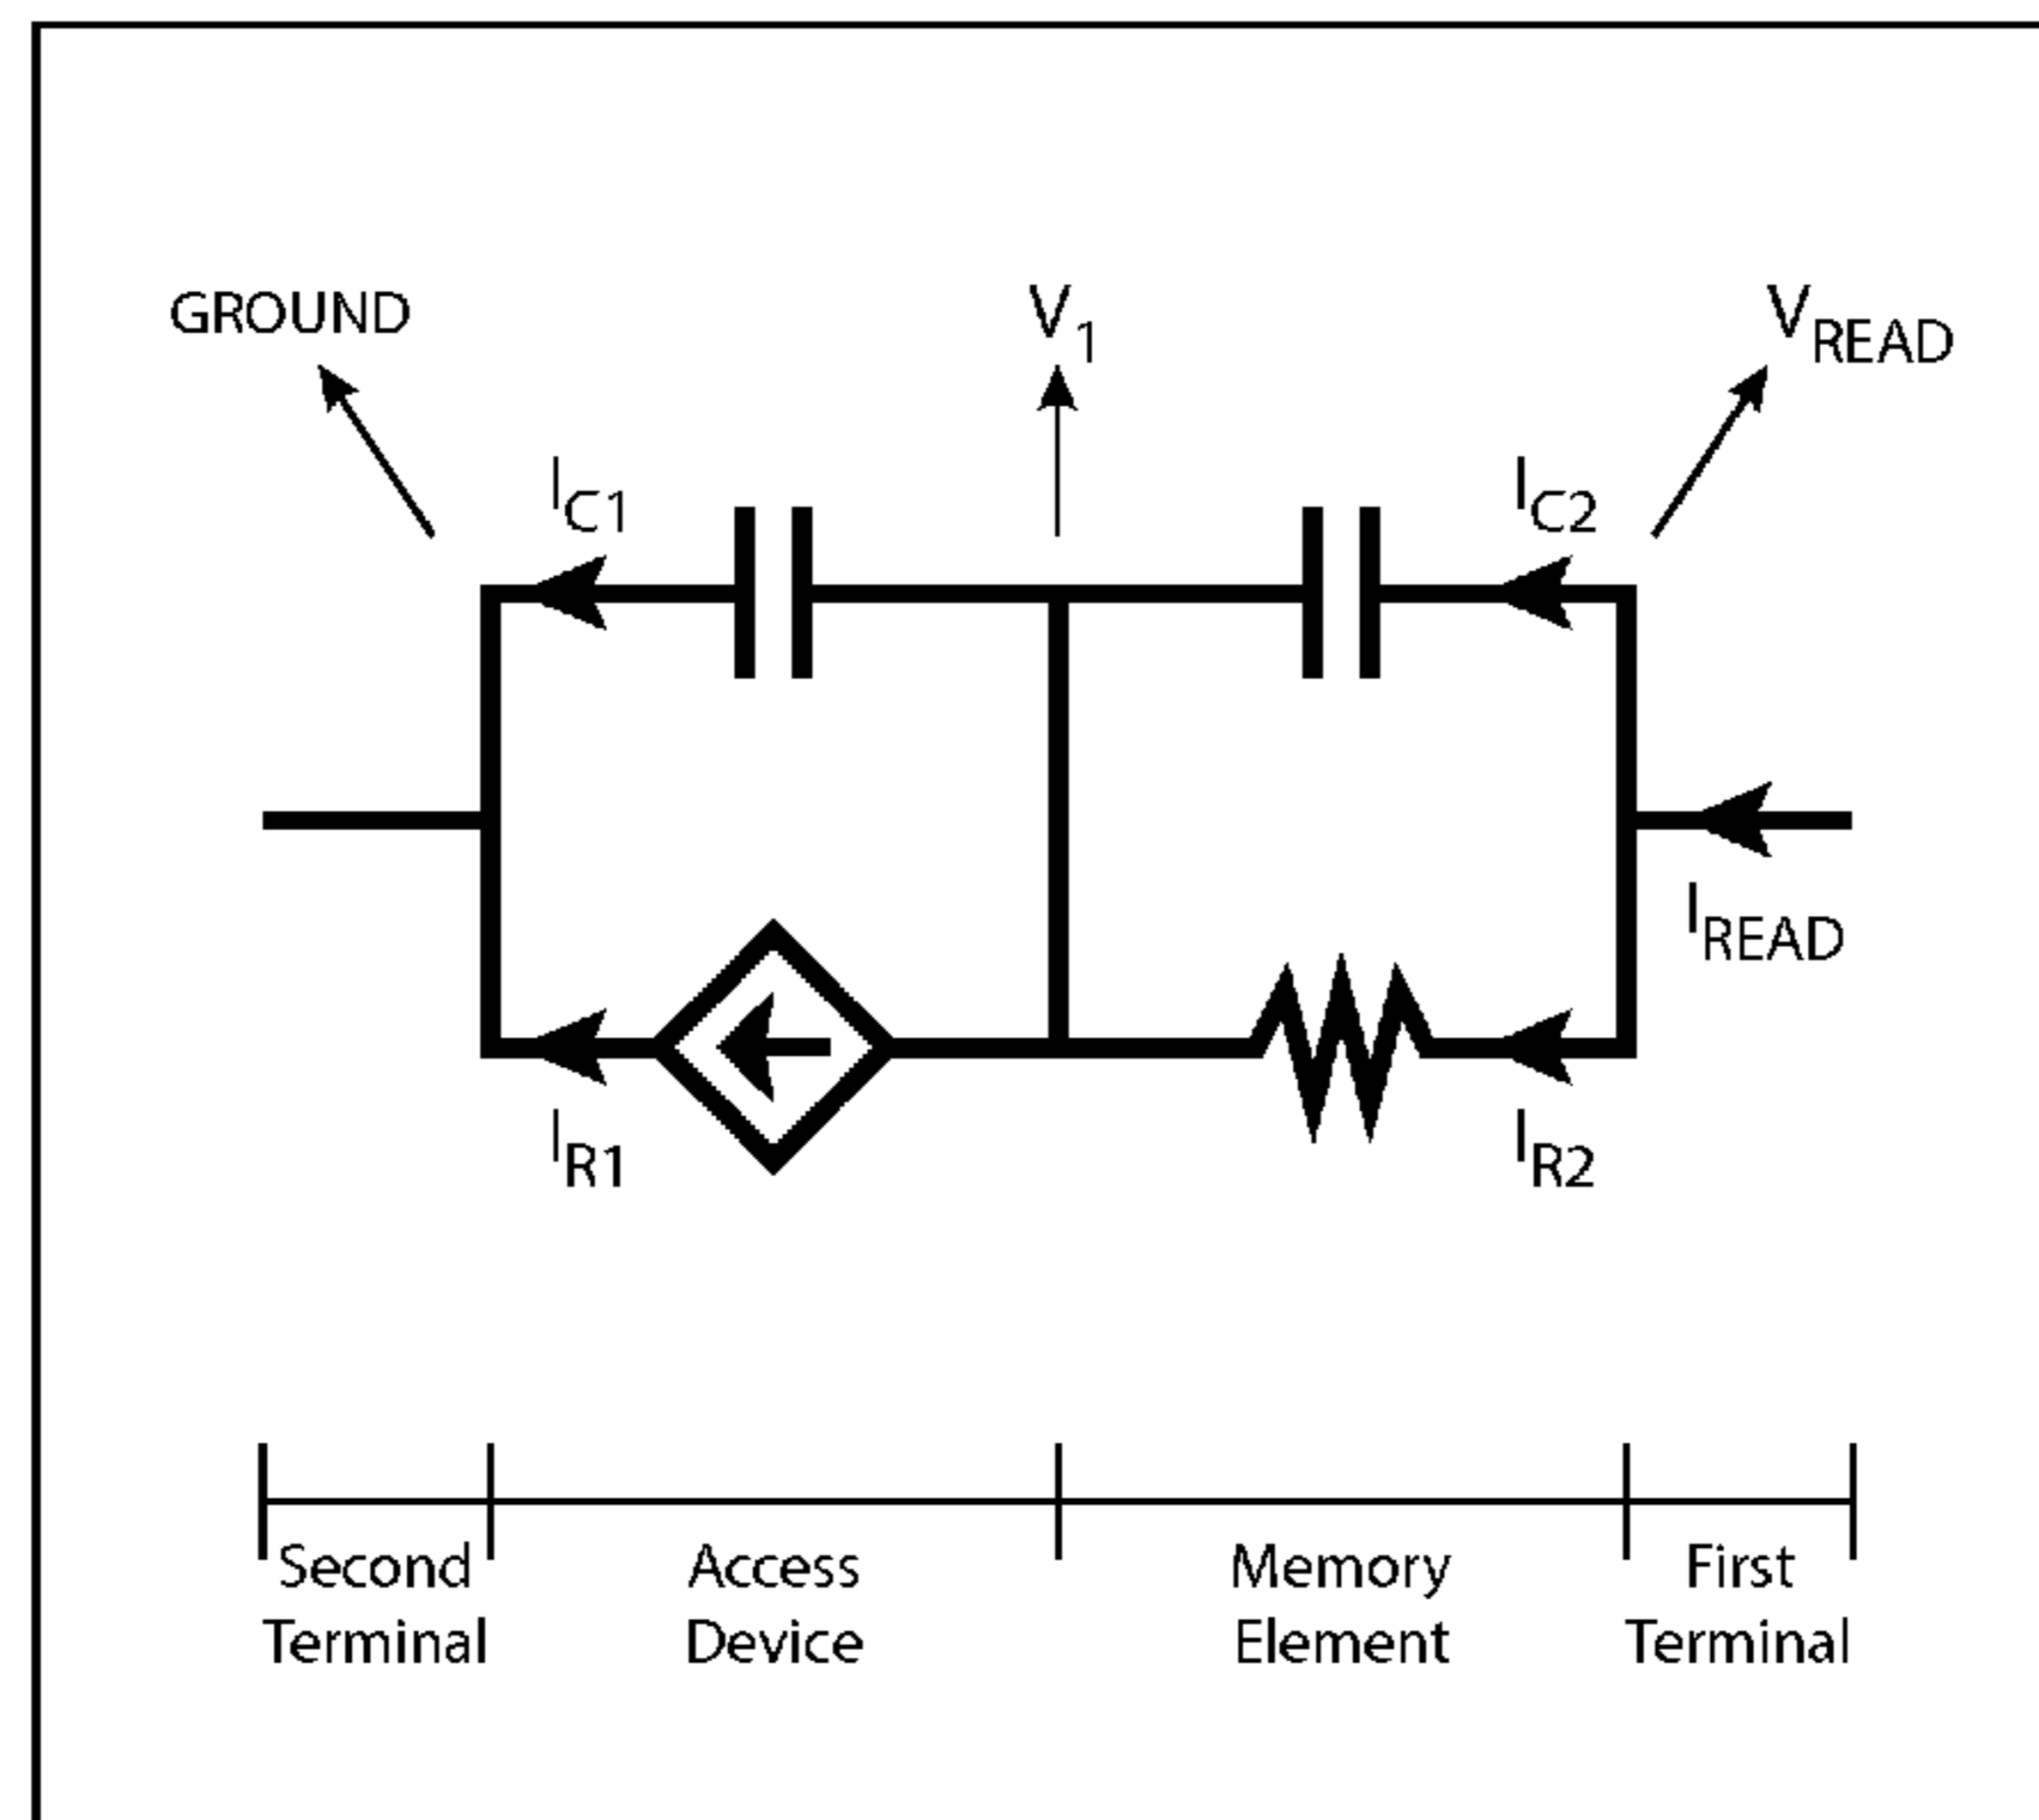 GROUND
V1
VREAD
IC1
IC2
IREAD
IR1
IR2
Second Terminal
Access Device
Memory Element
First Terminal